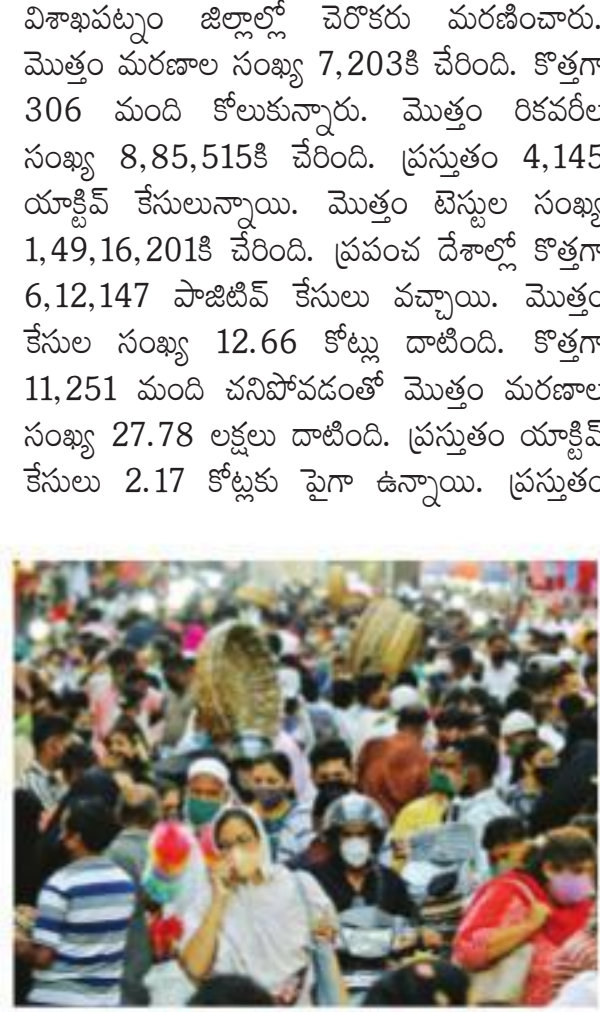 విశాఖపట్నం జిల్లాల్లో చెరొకరు మరణించారు.
మొత్తం మరణాల సంఖ్య 7,203కి చేరింది. కొత్తగా
306 మంది కోలుకున్నారు. మొత్తం రికవరీల
సంఖ్య 8,85,515కి చేరింది. ప్రస్తుతం 4,145
యాక్టివ్ కేసులున్నాయి. మొత్తం టెస్టుల సంఖ్య
1,49,16,201కి చేరింది. ప్రపంచ దేశాల్లో కొత్తగా
6,12,147 పాజిటివ్ కేసులు వచ్చాయి. మొత్తం
కేసుల సంఖ్య 12.66 కోట్లు దాటింది. కొత్తగా
11,251 మంది చనిపోవడంతో మొత్తం మరణాల
సంఖ్య 27.78 లక్షలు దాటింది. ప్రస్తుతం యాక్టివ్
కేసులు 2.17 కోట్లకు పైగా ఉన్నాయి. ప్రస్తుతం